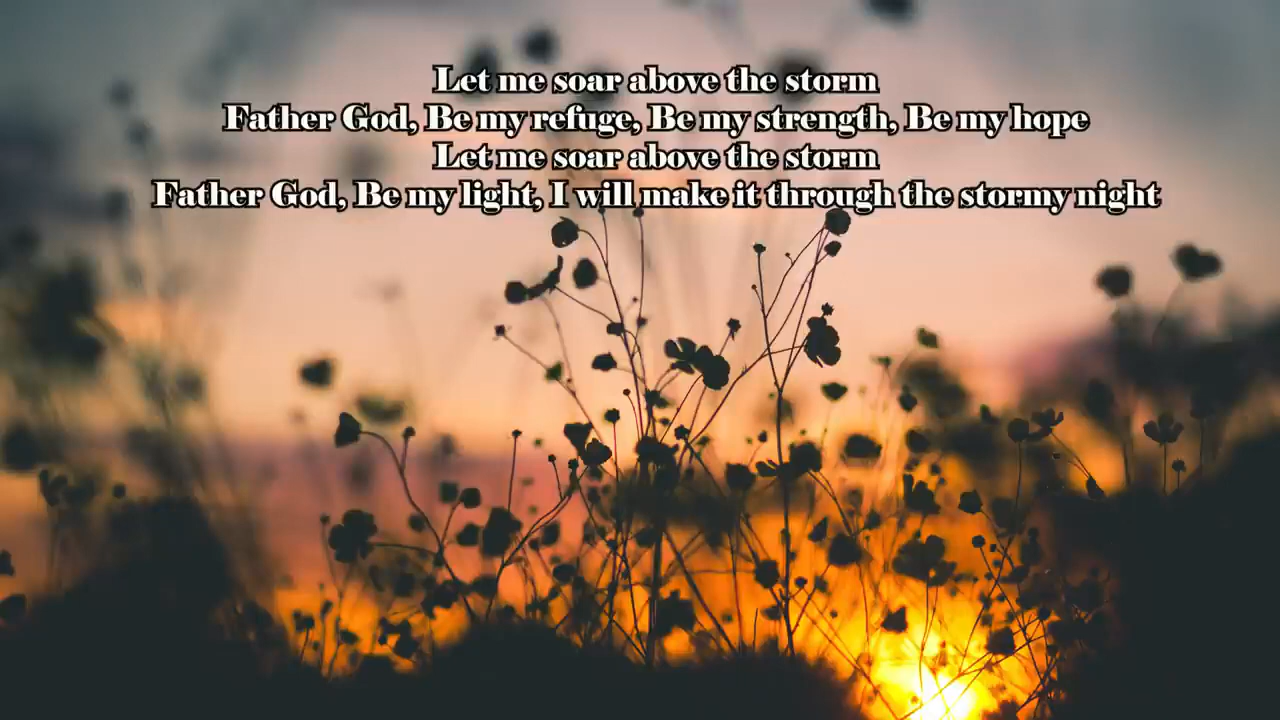 Let me soar above the storm
Father God, Be my refuge, Be my strength, Be my hope
Let me soar above the storm
Father God, Be my light, I will make it through the stormy night